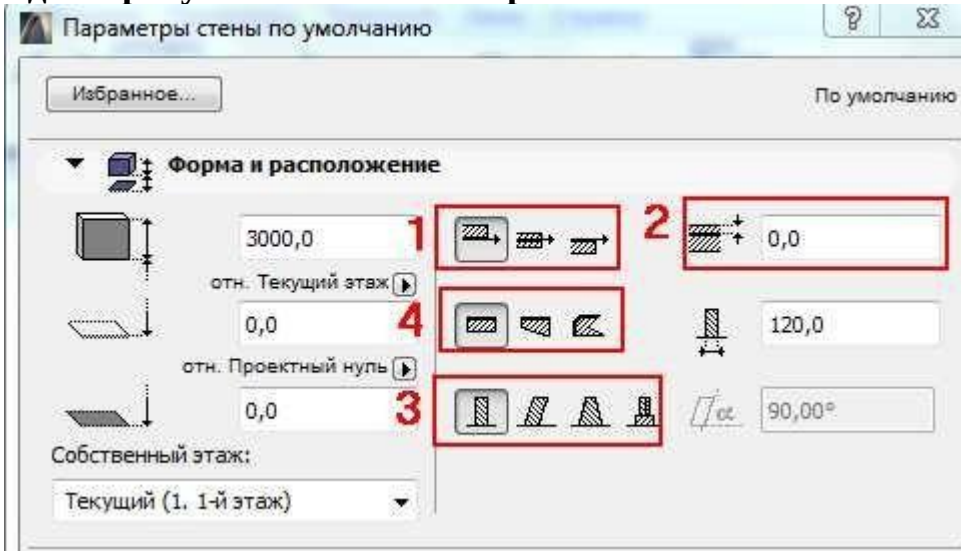 Параметры стены по умолчанию
Избранное...
По умолчанию
Форма и расположение
3000,0
1
2
0,0
отн. Текущий этаж
0,0
4
120,0
отн. Проектный нуль
0,0
3
α
90,00°
Собственный этаж:
Текущий (1. 1-й этаж)